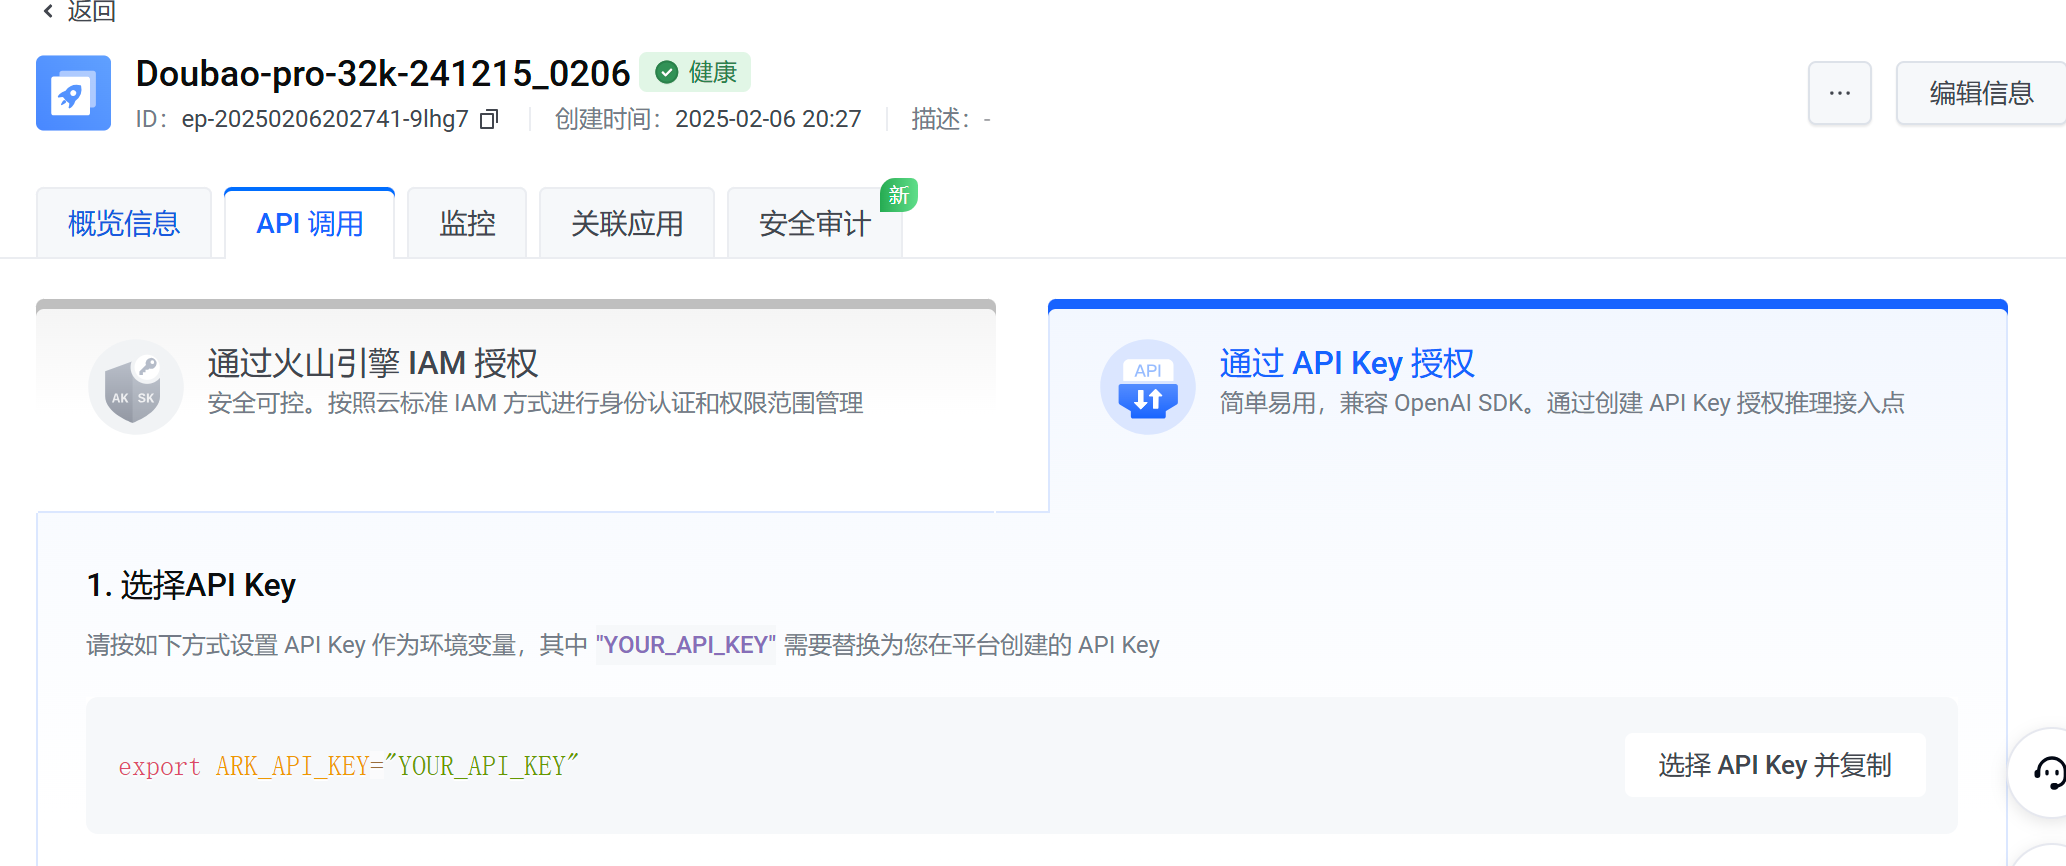 返回
Doubao-pro-32k-241215_0206 健康
ID： ep-20250206202741-9lhg7 创建时间： 2025-02-06 20:27 描述： -
... 编辑信息
概览信息 API 调用 监控 关联应用 安全审计 新
通过火山引擎 IAM 授权
安全可控。按照云标准 IAM 方式进行身份认证和权限范围管理
AK SK
通过 API Key 授权
简单易用，兼容 OpenAI SDK。通过创建 API Key 授权推理接入点
API
1. 选择API Key
请按如下方式设置 API Key 作为环境变量，其中 "YOUR_API_KEY" 需要替换为您在平台创建的 API Key
export ARK_API_KEY="YOUR_API_KEY"
选择 API Key 并复制